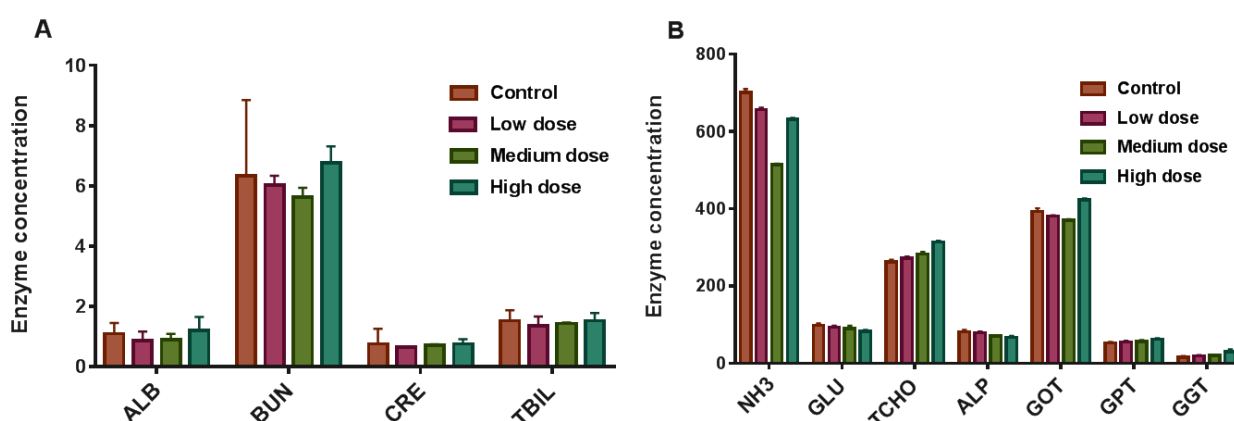 A
Enzyme concentration
10
8
6
4
2
0
Control
Low dose
Medium dose
High dose
ALB
BUN
CRE
TBIL
B
Enzyme concentration
800
600
400
200
0
Control
Low dose
Medium dose
High dose
NH3
GLU
TCHO
ALP
GOT
GPT
GGT